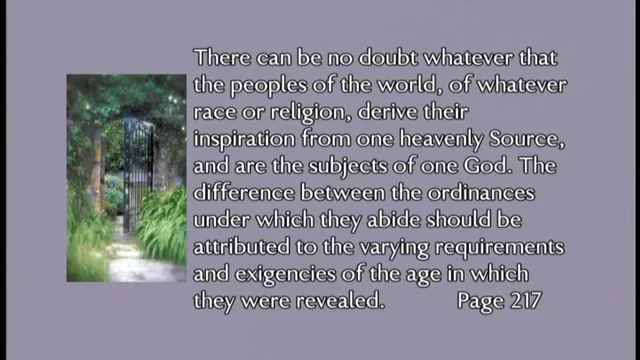 There can be no doubt whatever that
the peoples of the world, of whatever
race or religion, derive their
inspiration from one heavenly Source,
and are the subjects of one God. The
difference between the ordinances
under which they abide should be
attributed to the varying requirements
and exigencies of the age in which
they were revealed. Page 217